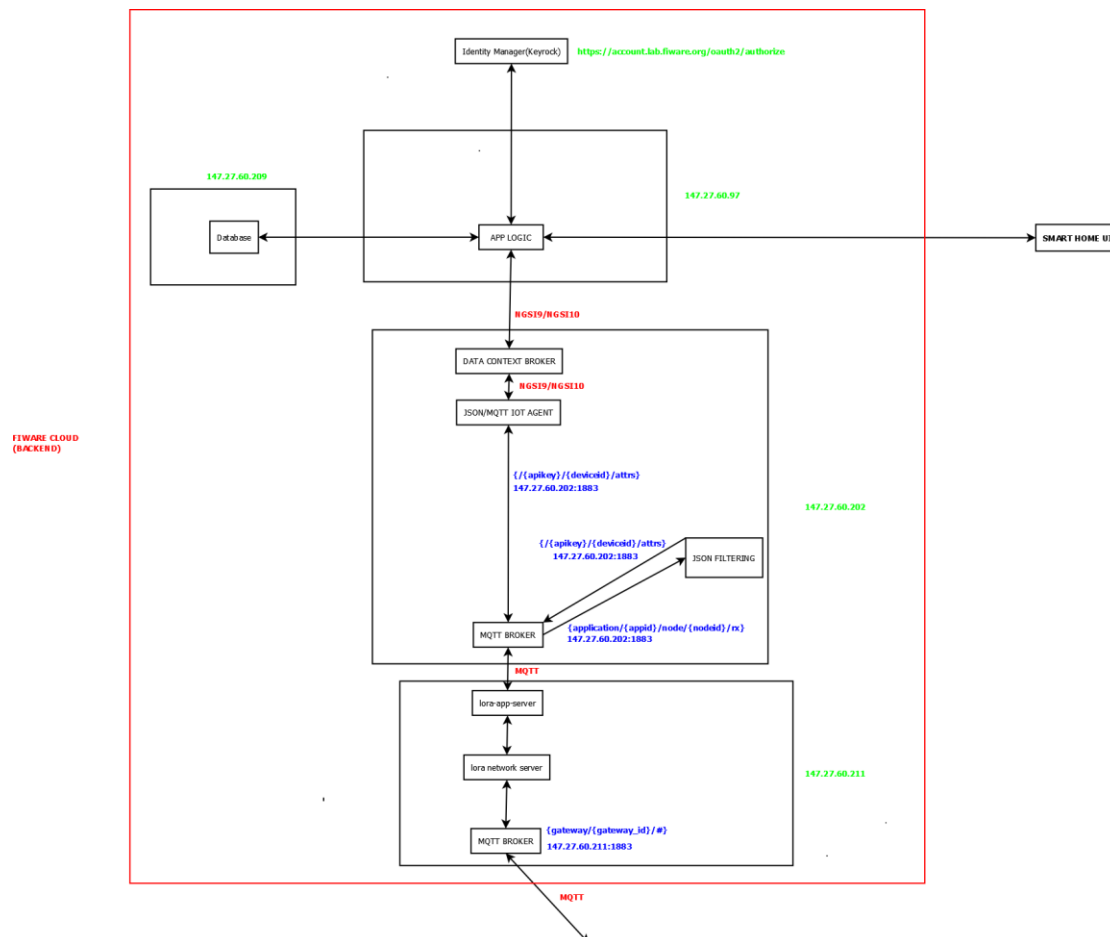 Identity Manager(Keyrock)
https://account.lab.fiware.org/oauth2/authorize
147.27.60.209
147.27.60.97
Database
APP LOGIC
SMART HOME UI
NGSI9/NGSI10
DATA CONTEXT BROKER
NGSI9/NGSI10
JSON/MQTT IOT AGENT
FIWARE CLOUD
(BACKEND)
{/{apikey}/{deviceid}/attrs}
147.27.60.202:1883
147.27.60.202
{/{apikey}/{deviceid}/attrs}
147.27.60.202:1883
JSON FILTERING
MQTT BROKER
{application/{appid}/node/{nodeid}/rx}
147.27.60.202:1883
MQTT
lora-app-server
lora network server
147.27.60.211
MQTT BROKER
{gateway/{gateway_id}/#}
147.27.60.211:1883
MQTT